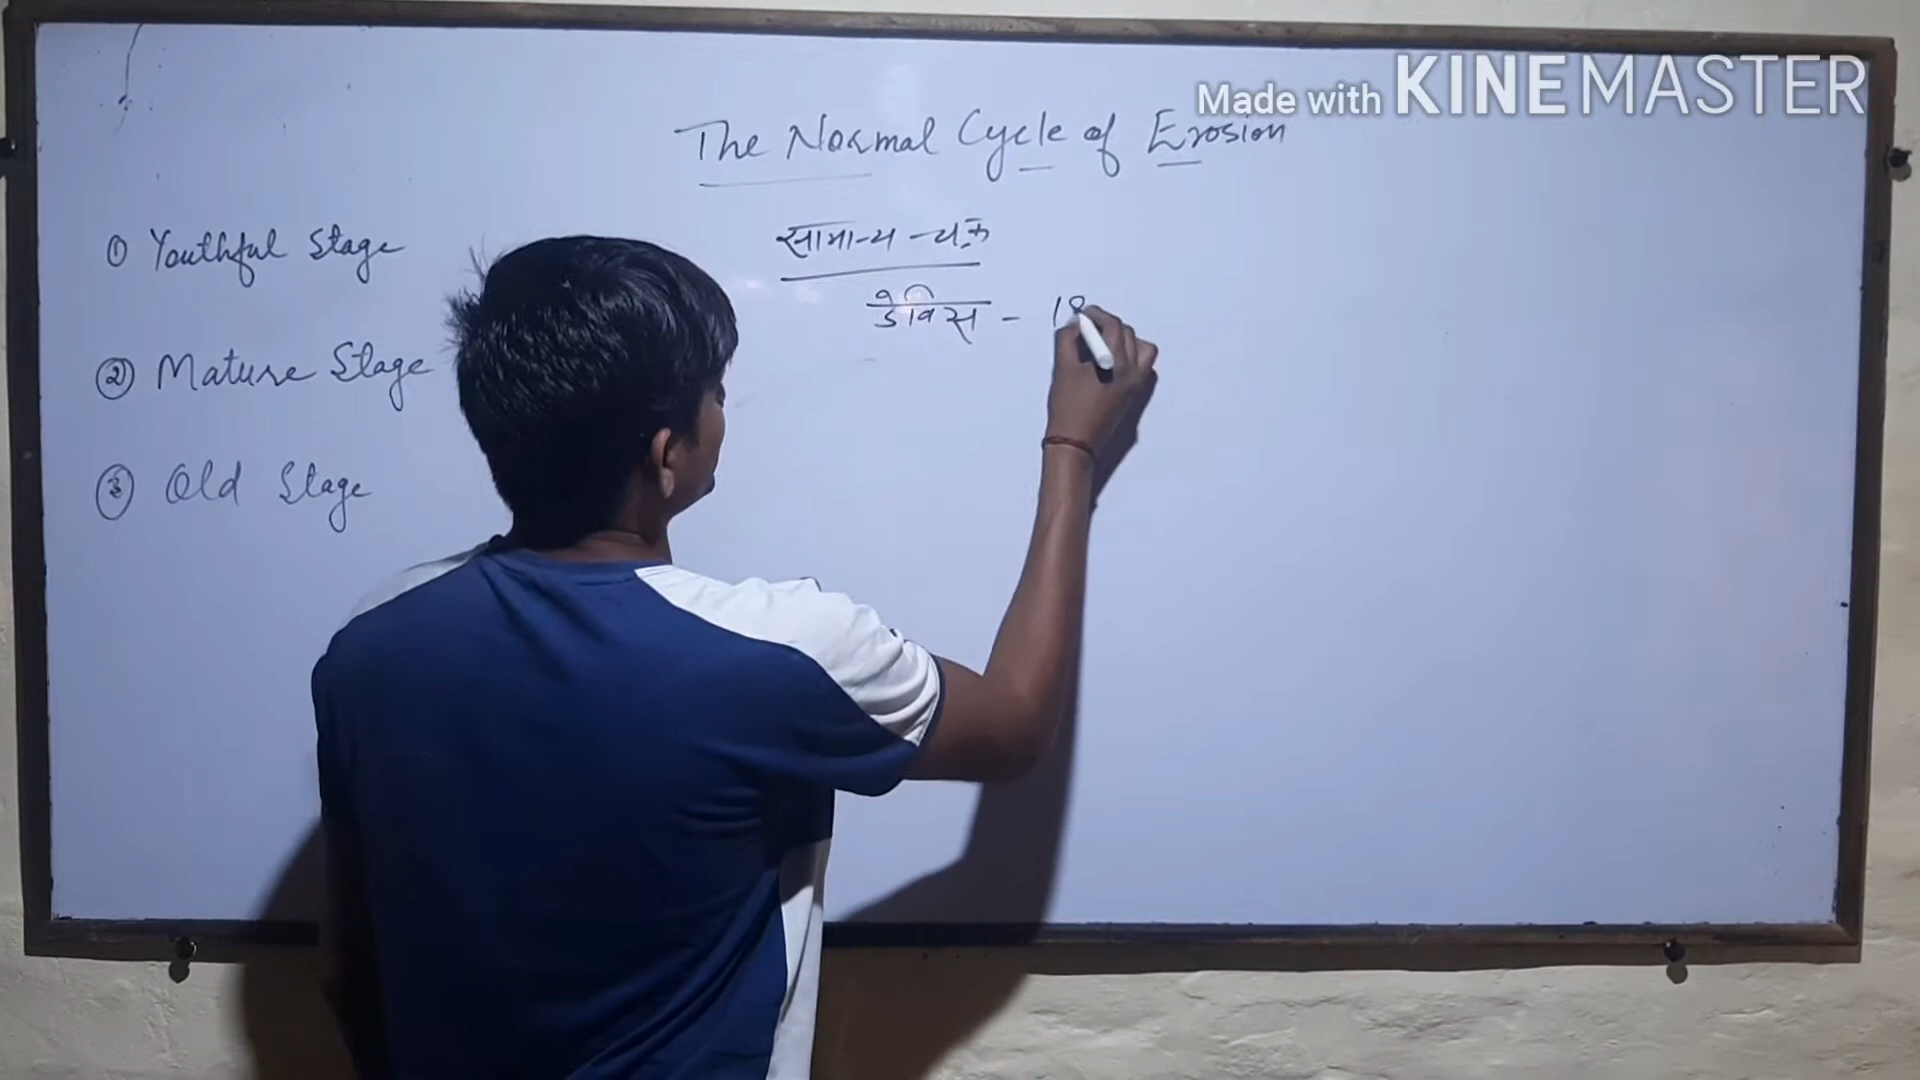 Made with KINEMASTER
The Normal Cycle of Erosion
सामान्य चक्र
डेविस - 18
① Youthful Stage
② Mature Stage
③ Old Stage